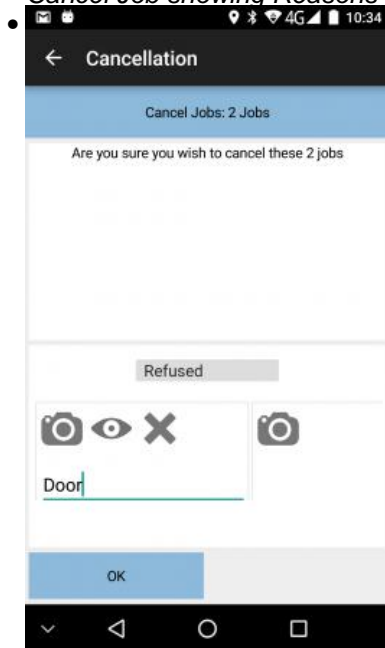 Cancel Job showing Reasons
4G 10:34
Cancellation
Cancel Jobs: 2 Jobs
Are you sure you wish to cancel these 2 jobs
Refused
Door
OK